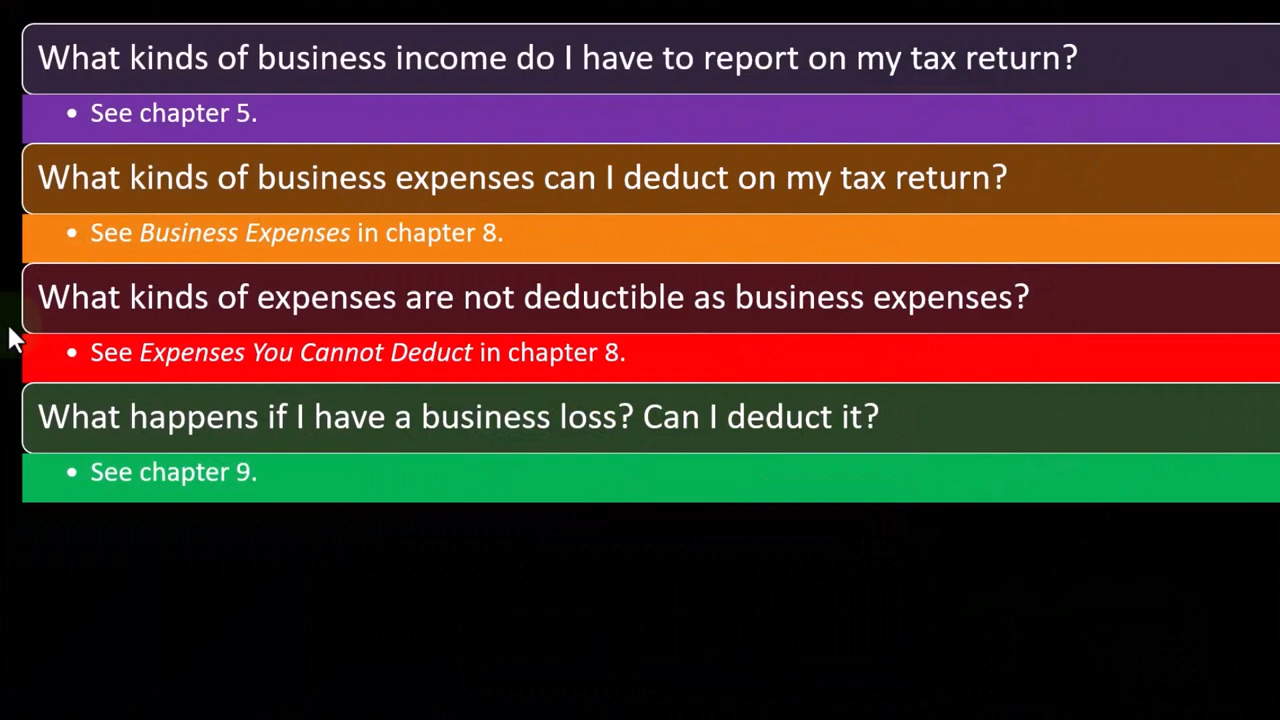 What kinds of business income do I have to report on my tax return?
• See chapter 5.
What kinds of business expenses can I deduct on my tax return?
• See Business Expenses in chapter 8.
What kinds of expenses are not deductible as business expenses?
• See Expenses You Cannot Deduct in chapter 8.
What happens if I have a business loss? Can I deduct it?
• See chapter 9.